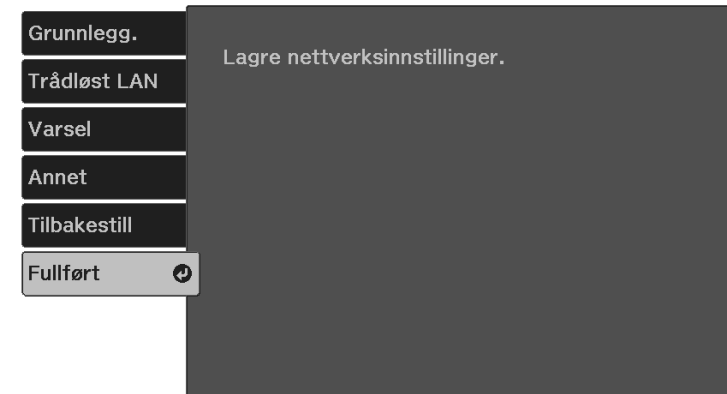 Grunnlegg.
Trådløst LAN
Varsel
Annet
Tilbakestill
Fullført
Lagre nettverksinnstillinger.